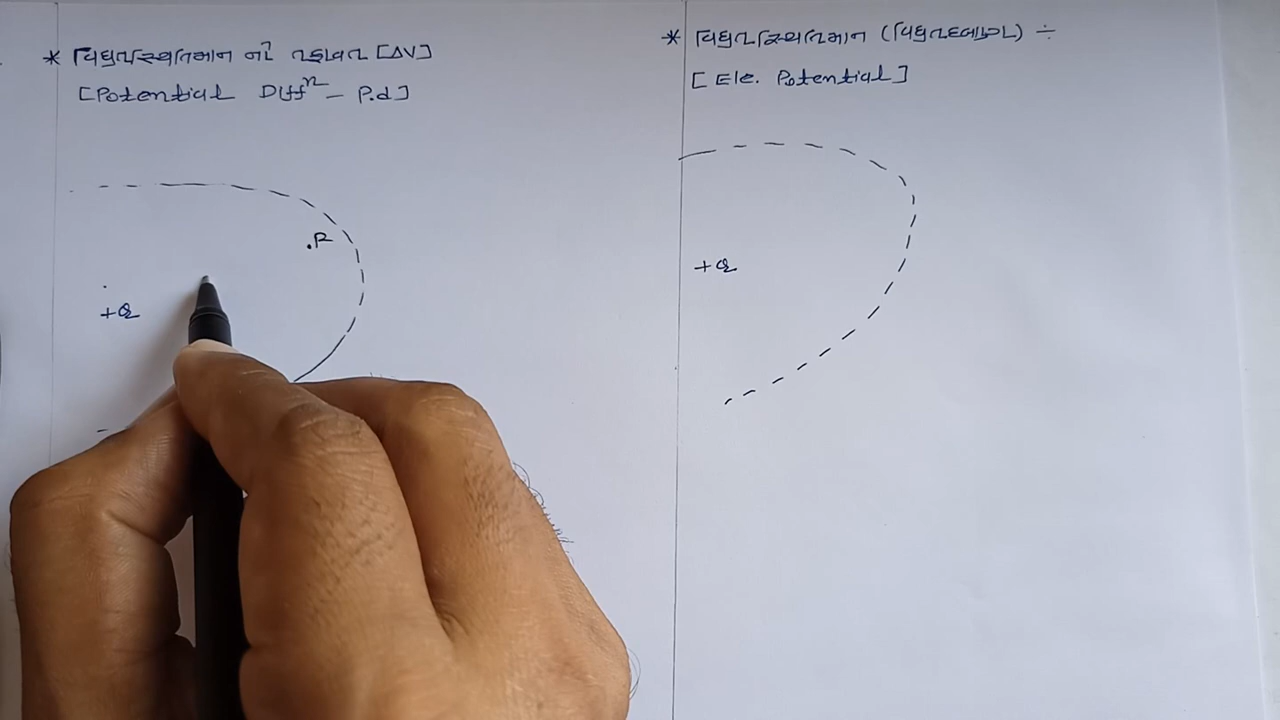 * વિધુતસ્થિતિમાન નો તફાવત [ΔV]
[Potential Diffⁿ - P.d]
.R
+Q
* વિધુતસ્થિતિમાન (વિધુતદબાણ) ÷
[Ele. Potential]
+Q